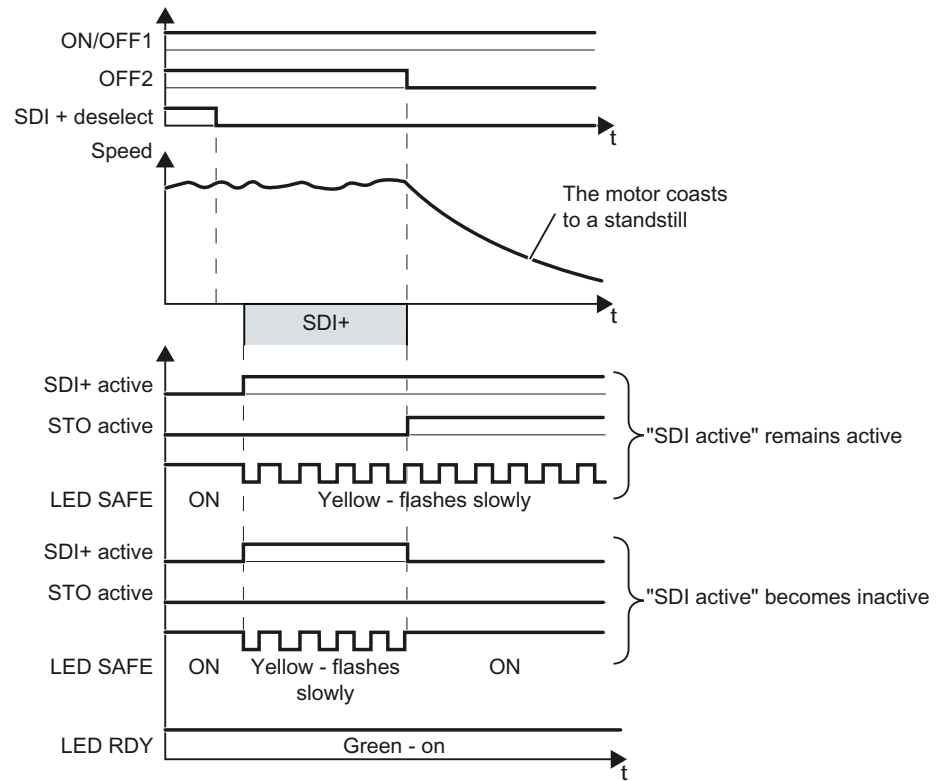 ON/OFF1
OFF2
SDI + deselect
t
Speed
The motor coasts
to a standstill
t
SDI+
SDI+ active
STO active
"SDI active" remains active
LED SAFE
ON
Yellow - flashes slowly
SDI+ active
STO active
"SDI active" becomes inactive
LED SAFE
ON
Yellow - flashes
slowly
ON
LED RDY
Green - on
t